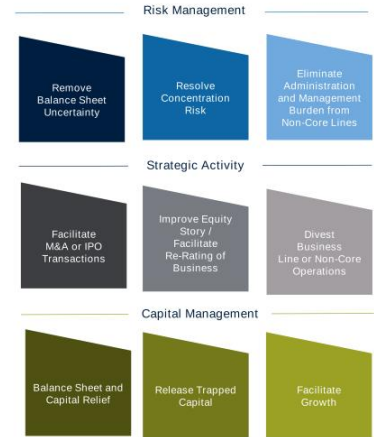 Risk Management
Remove
Balance Sheet
Uncertainty
Resolve
Concentration
Risk
Eliminate
Administration
and Management
Burden from
Non-Core Lines
Strategic Activity
Facilitate
M&A or IPO
Transactions
Improve Equity
Story /
Facilitate
Re-Rating of
Business
Divest
Business
Line or Non-Core
Operations
Capital Management
Balance Sheet and
Capital Relief
Release Trapped
Capital
Facilitate
Growth